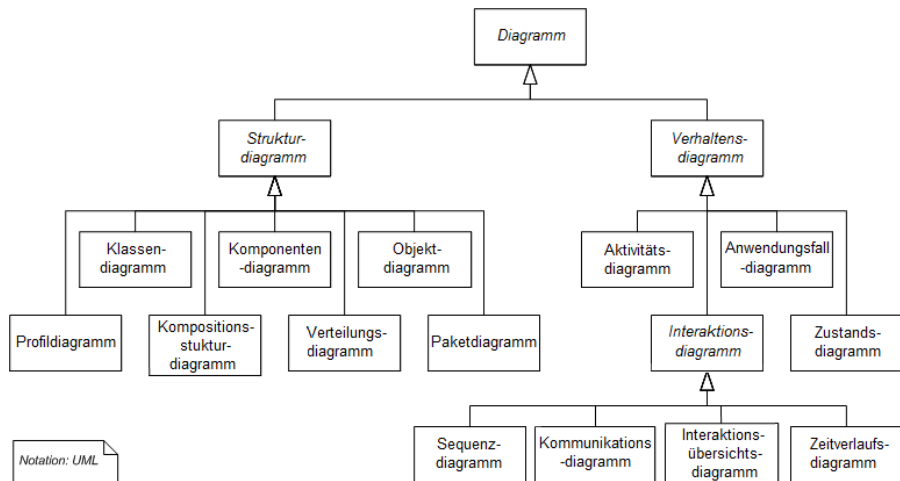 Diagramm
Struktur-
diagramm
Verhaltens-
diagramm
Klassen-
diagramm
Komponenten
-diagramm
Objekt-
diagramm
Aktivitäts-
diagramm
Anwendungsfall
-diagramm
Profildiagramm
Kompositions-
stuktur-
diagramm
Verteilungs-
diagramm
Paketdiagramm
Interaktions-
diagramm
Zustands-
diagramm
Sequenz-
diagramm
Kommunikations
-diagramm
Interaktions-
übersichts-
diagramm
Zeitverlaufs-
diagramm
Notation: UML